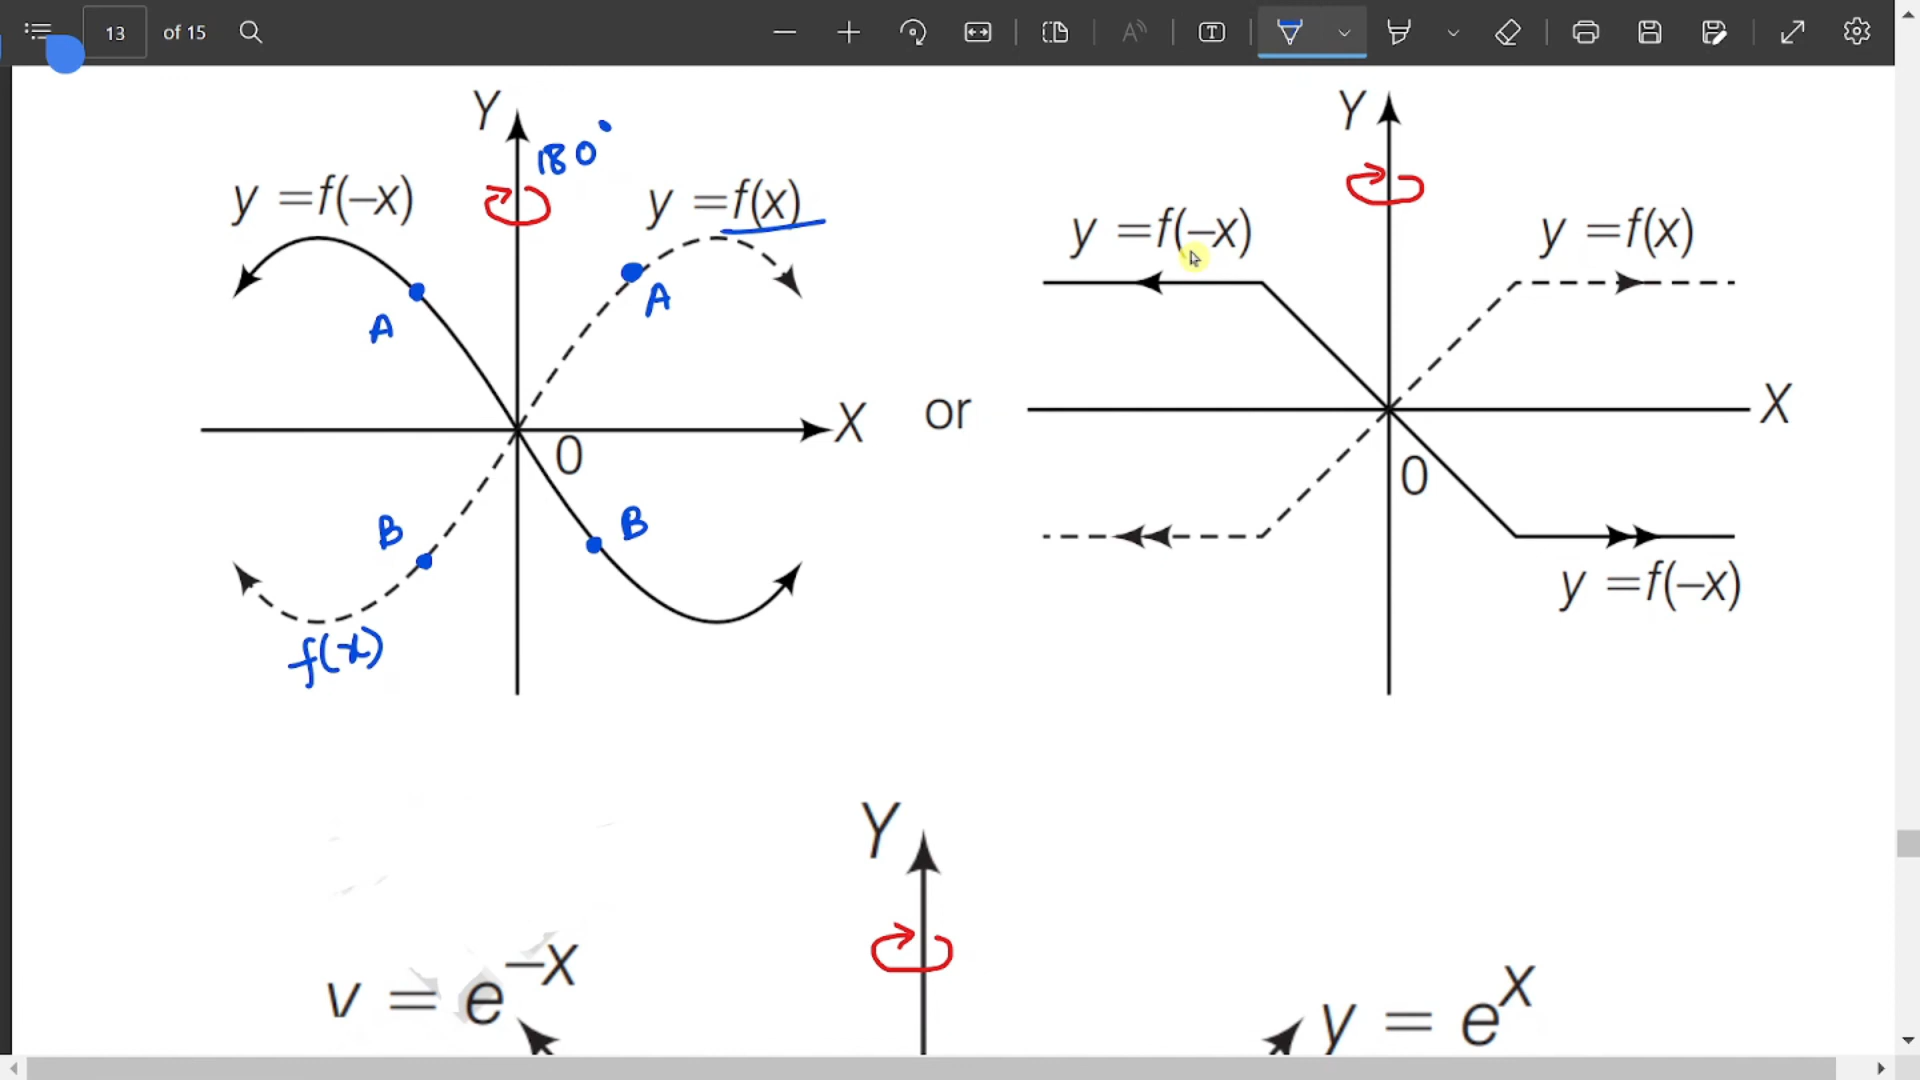 13 of 15
Y
180°
y =f(–x)
y =f(x)
A
A
X
0
B
B
f(x)
or
Y
y =f(–x)
y =f(x)
X
0
y =f(–x)
Y
y = e^–x
y = e^x